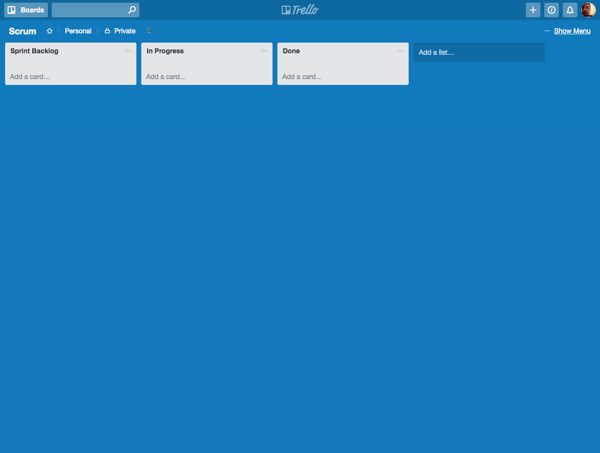 Boards
Trello
Scrum Personal Private
... Show Menu
Sprint Backlog ...
Add a card...
In Progress ...
Add a card...
Done ...
Add a card...
Add a list...